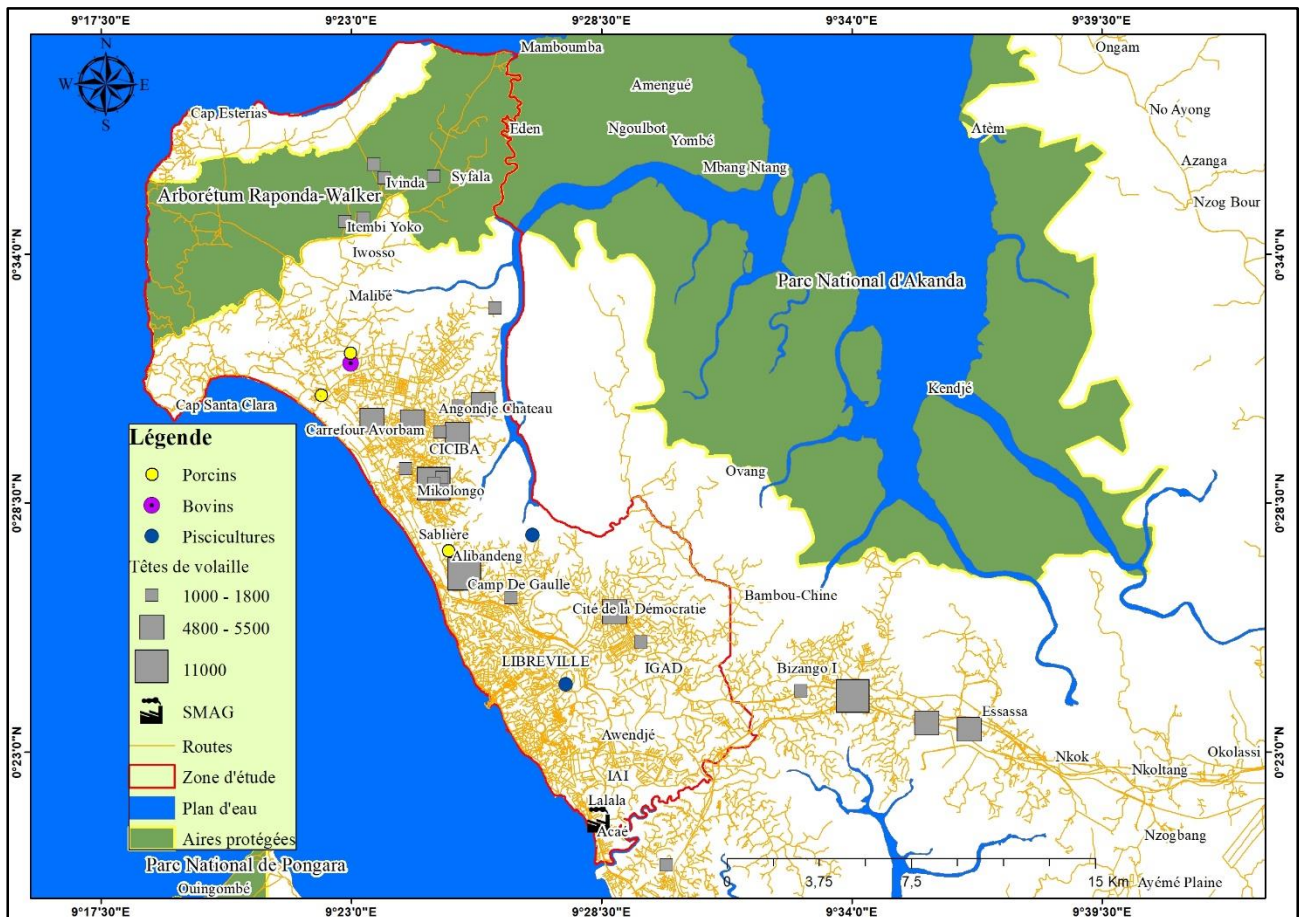 9°17'30"E
9°23'0"E
9°28'30"E
9°34'0"E
9°39'30"E
N
W
E
S
Mamboumba
Ongam
Amengué
Cap Esterias
No Ayong
Eden
Ngoulbot
Yombé
Atèm
Mbang Ntang
Azanga
Ivinda
Syfala
Arborétum Raponda-Walker
Nzog Bour
Itembi Yoko
Iwosso
0°34'0"N
0°34'0"N
Parc National d'Akanda
Malibé
Kendjé
Cap Santa Clara
Angondje Chateau
Carrefour Avorbam
CICIBA
Ovang
Mikolongo
0°28'30"N
0°28'30"N
Sablière
Alibandeng
Camp De Gaulle
Bambou-Chine
Cité de la Démocratie
LIBREVILLE
IGAD
Bizango I
Essassa
Awendjé
0°23'0"N
0°23'0"N
Okolassi
Nkok
Nkoltang
IAI
Lalala
Acaé
Nzogbang
Ayémé Plaine
Légende
Porcins
Bovins
Piscicultures
Têtes de volaille
1000 - 1800
4800 - 5500
11000
SMAG
Routes
Zone d'étude
Plan d'eau
Aires protégées
Parc National de Pongara
Ouingombé
0
3,75
7,5
15 Km
9°17'30"E
9°23'0"E
9°28'30"E
9°34'0"E
9°39'30"E